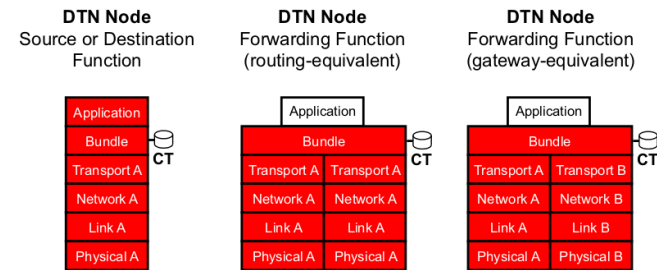 DTN Node
Source or Destination
Function
Application
Bundle
CT
Transport A
Network A
Link A
Physical A
DTN Node
Forwarding Function
(routing-equivalent)
Application
Bundle
CT
Transport A Transport A
Network A Network A
Link A Link A
Physical A Physical A
DTN Node
Forwarding Function
(gateway-equivalent)
Application
Bundle
CT
Transport A Transport B
Network A Network B
Link A Link B
Physical A Physical B